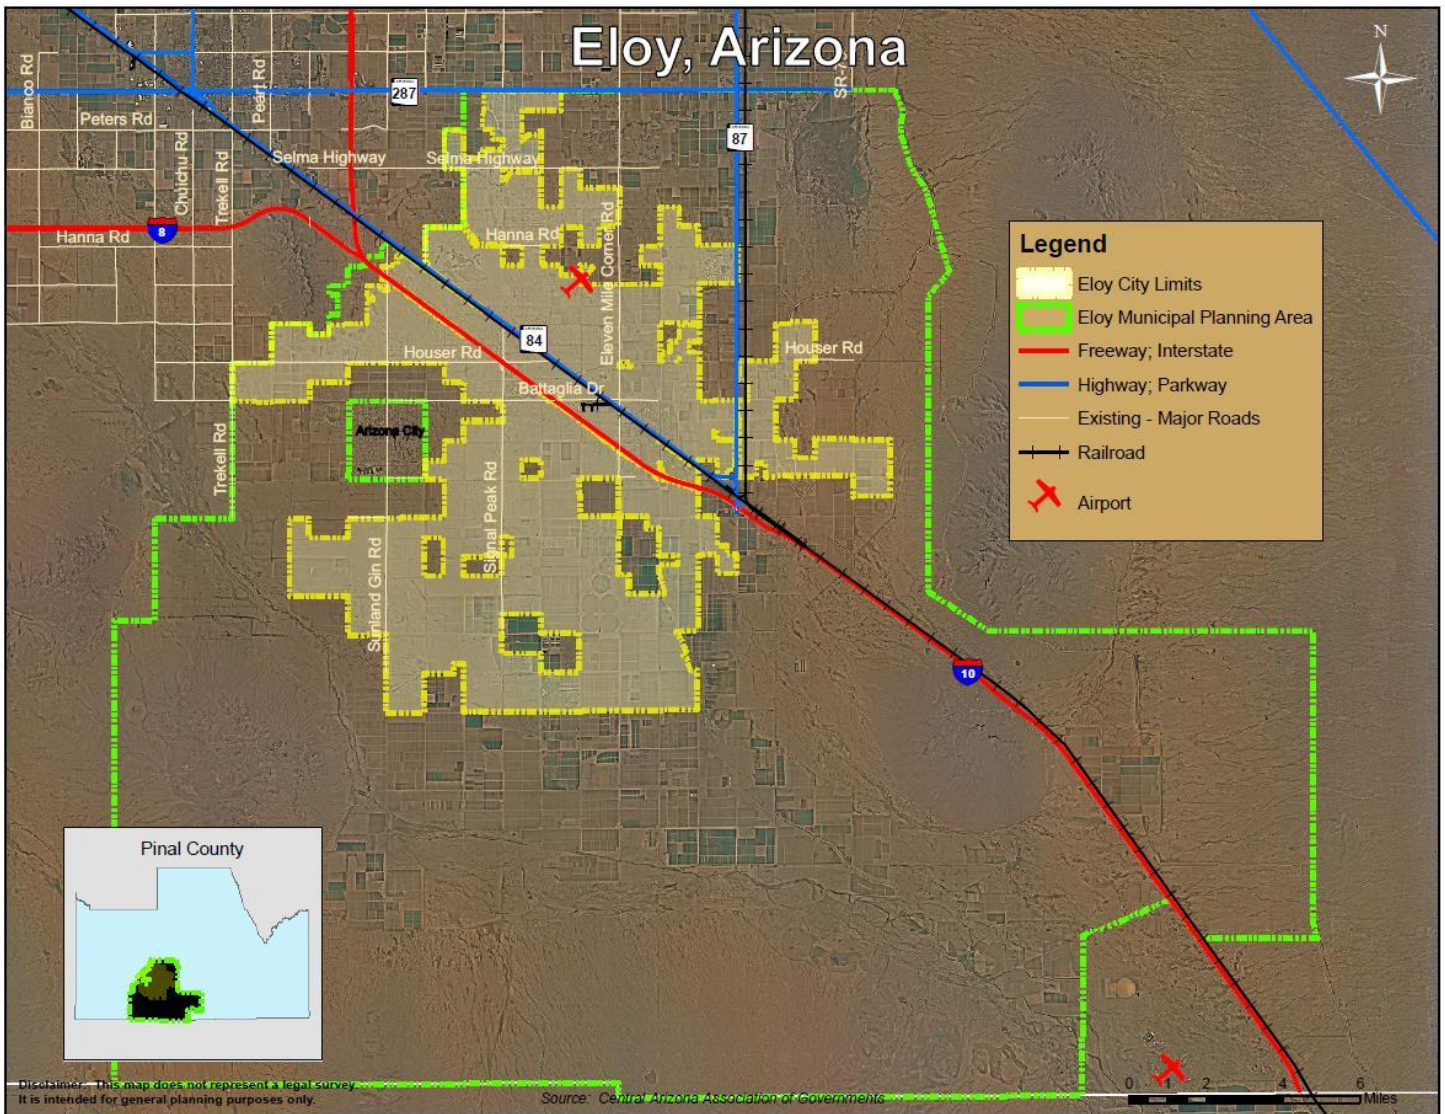 Eloy, Arizona
N
Bianco Rd
Peart Rd
287
SR-
Peters Rd
87
Chuichu Rd
Trekell Rd
Selma Highway
Selma Highway
Hanna Rd
8
Hanna Rd
Eleven Mile Corner Rd
84
Houser Rd
Houser Rd
Battaglia Dr
Arizona City
Trekell Rd
Signal Peak Rd
Sunland Gin Rd
10
Legend
Eloy City Limits
Eloy Municipal Planning Area
Freeway; Interstate
Highway; Parkway
Existing - Major Roads
Railroad
Airport
Pinal County
Disclaimer: This map does not represent a legal survey.
It is intended for general planning purposes only.
Source: Central Arizona Association of Governments
0 1 2 4 6
Miles